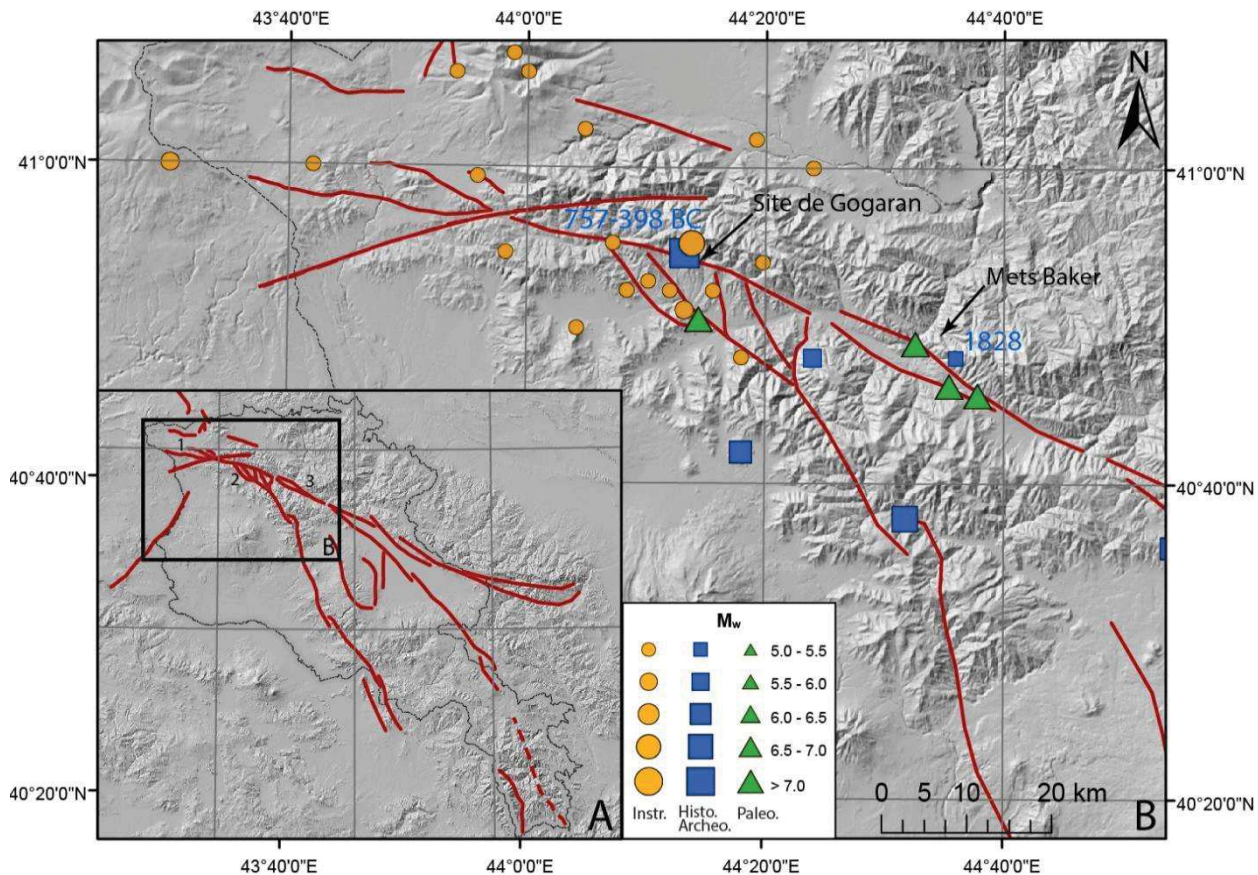 43°40'0"E
44°0'0"E
44°20'0"E
44°40'0"E
N
41°0'0"N
41°0'0"N
757-398 BC
Site de Gogaran
Mets Baker
1828
1
2
3
B
40°40'0"N
40°40'0"N
Mw
5.0 - 5.5
5.5 - 6.0
6.0 - 6.5
6.5 - 7.0
> 7.0
Instr.
Histo.
Archeo.
Paleo.
0 5 10 20 km
40°20'0"N
40°20'0"N
A
B
43°40'0"E
44°0'0"E
44°20'0"E
44°40'0"E